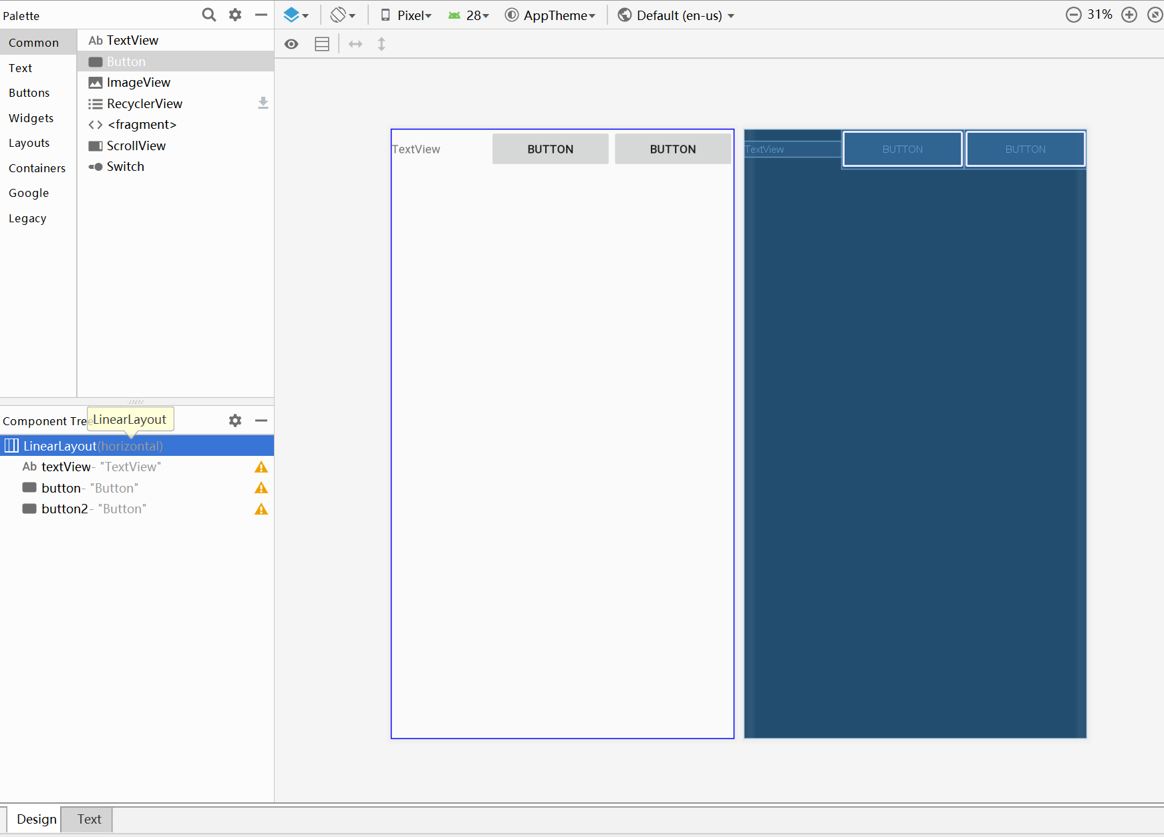 Palette
Pixel
28
AppTheme
Default (en-us)
31%
Common
Text
Buttons
Widgets
Layouts
Containers
Google
Legacy
Ab TextView
Button
ImageView
RecyclerView
<> <fragment>
ScrollView
Switch
TextView
BUTTON
BUTTON
TextView
BUTTON
BUTTON
Component Tre
LinearLayout
LinearLayout(horizontal)
Ab textView- "TextView"
button- "Button"
button2- "Button"
Design
Text